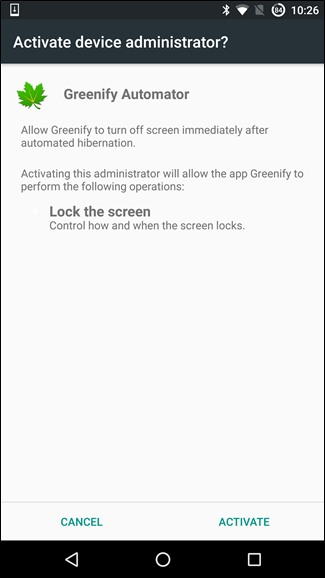 84 10:26
Activate device administrator?
Greenify Automator
Allow Greenify to turn off screen immediately after
automated hibernation.
Activating this administrator will allow the app Greenify to
perform the following operations:
Lock the screen
Control how and when the screen locks.
CANCEL ACTIVATE